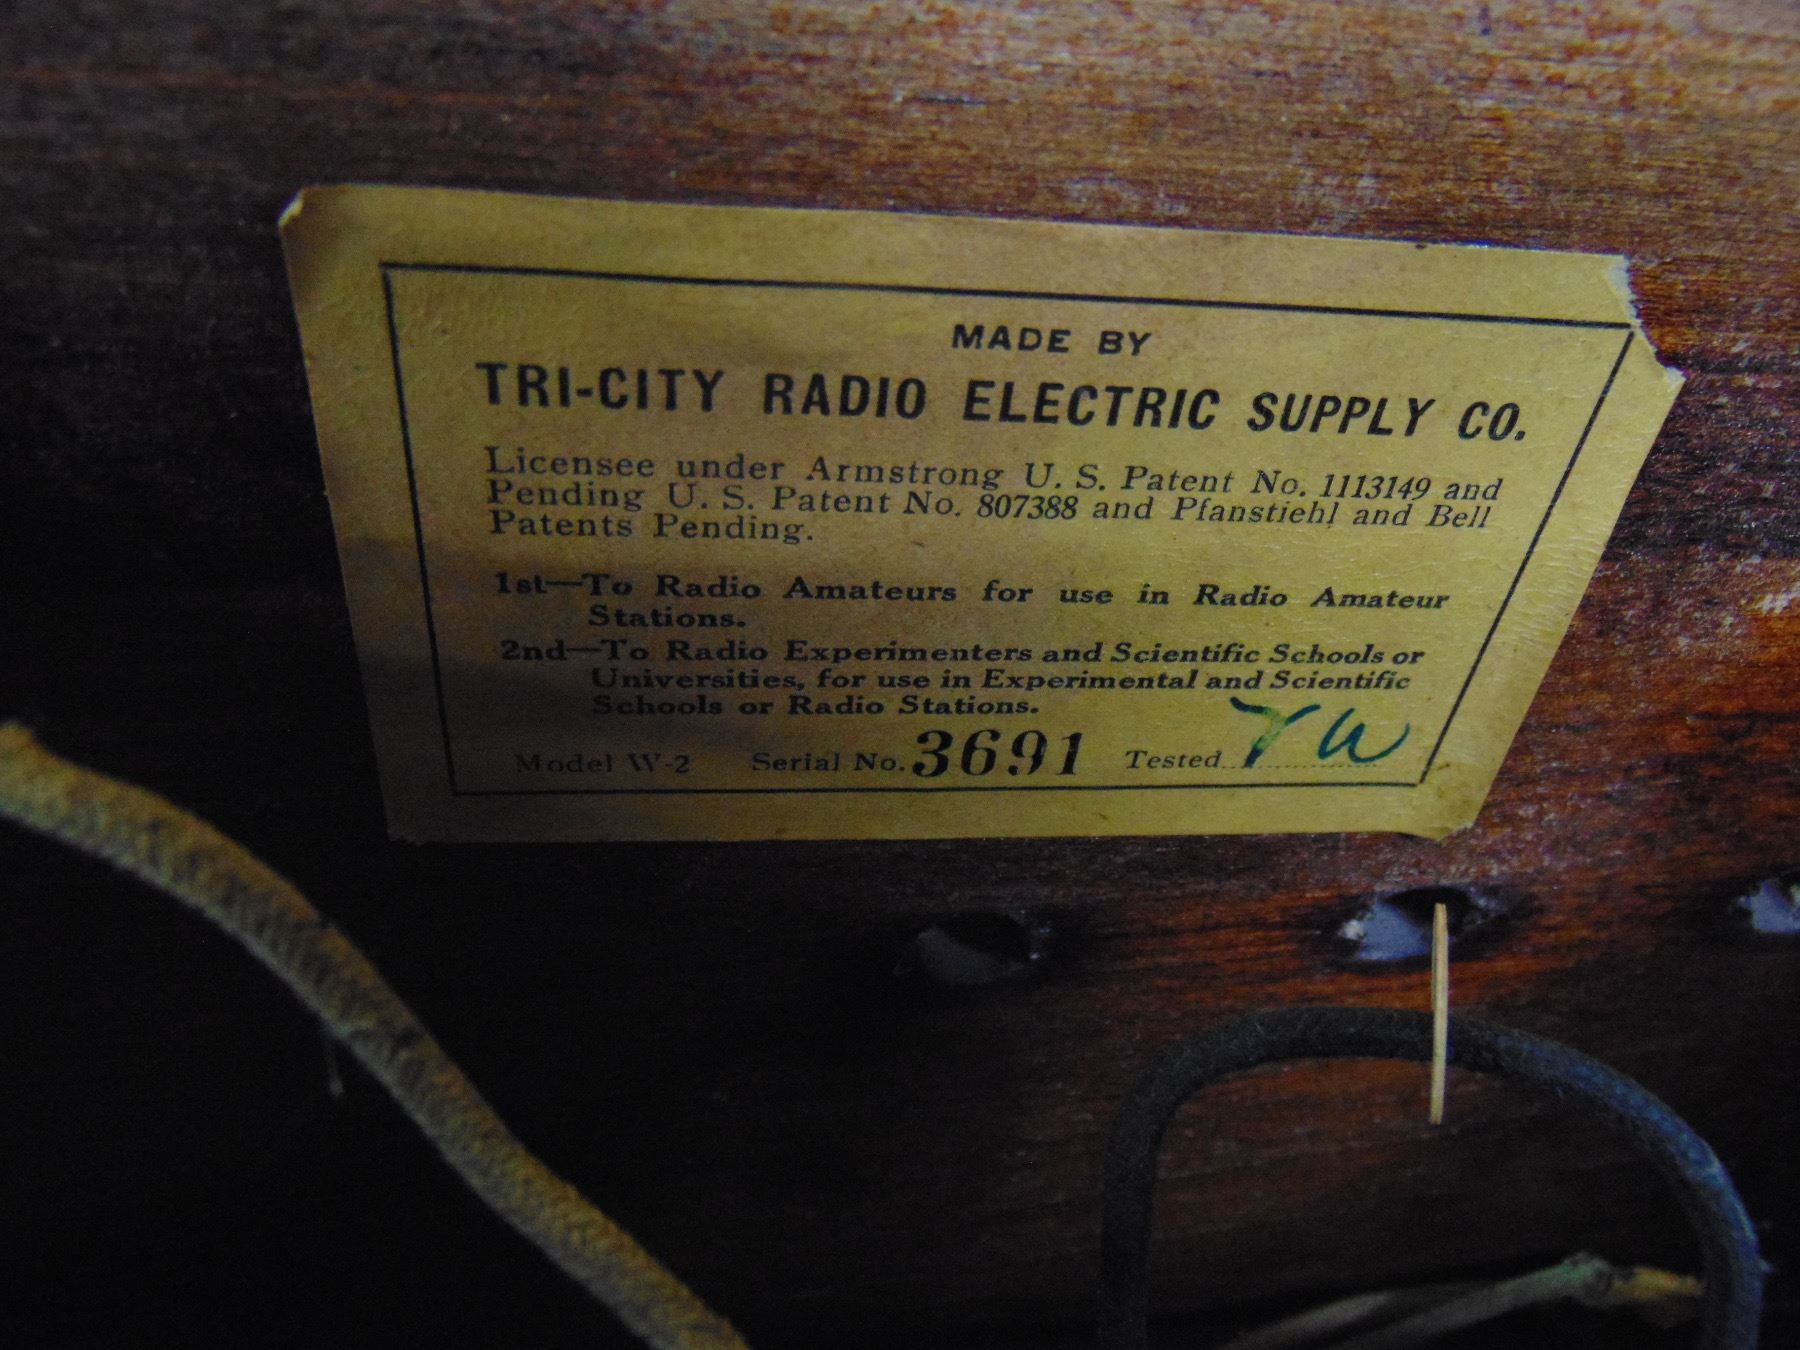 MADE BY
TRI-CITY RADIO ELECTRIC SUPPLY CO.
Licensee under Armstrong U. S. Patent No. 1113149 and
Pending U. S. Patent No. 807388 and Pfanstiehl and Bell
Patents Pending.
1st—To Radio Amateurs for use in Radio Amateur
Stations.
2nd—To Radio Experimenters and Scientific Schools or
Universities, for use in Experimental and Scientific
Schools or Radio Stations.
Model W-2 Serial No. 3691 Tested